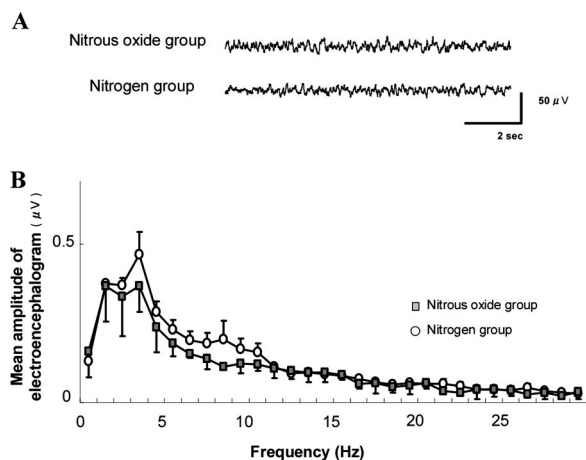 A
Nitrous oxide group
Nitrogen group
50 μV
2 sec
B
Mean amplitude of
electroencephalogram (μV)
0.5
0
Nitrous oxide group
Nitrogen group
0 5 10 15 20 25
Frequency (Hz)